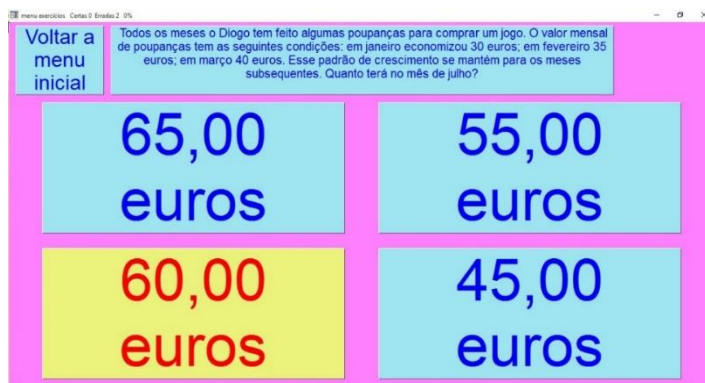 menu exercicios Certas 0 Erradas 2 0%
Voltar a
menu
inicial
Todos os meses o Diogo tem feito algumas poupanças para comprar um jogo. O valor mensal
de poupanças tem as seguintes condições: em janeiro economizou 30 euros; em fevereiro 35
euros; em março 40 euros. Esse padrão de crescimento se mantém para os meses
subsequentes. Quanto terá no mês de julho?
65,00
euros
55,00
euros
60,00
euros
45,00
euros